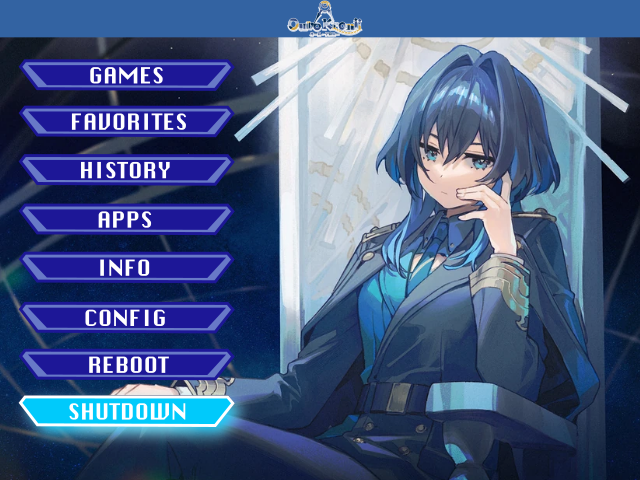 GAMES
FAVORITES
HISTORY
APPS
INFO
CONFIG
REBOOT
SHUTDOWN